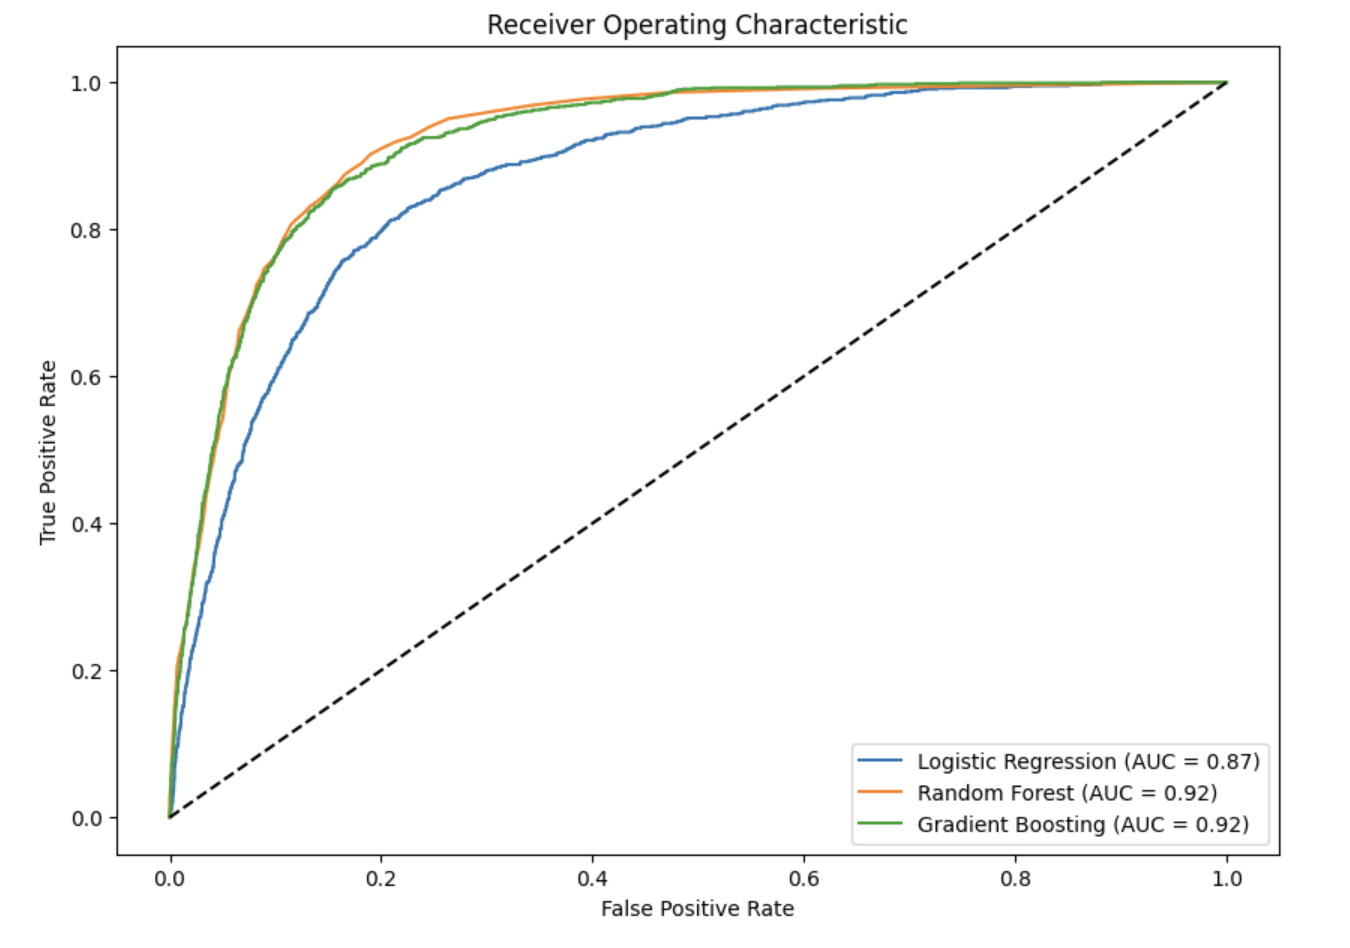 Receiver Operating Characteristic
1.0
0.8
0.6
0.4
0.2
0.0
True Positive Rate
0.0 0.2 0.4 0.6 0.8 1.0
False Positive Rate
Logistic Regression (AUC = 0.87)
Random Forest (AUC = 0.92)
Gradient Boosting (AUC = 0.92)